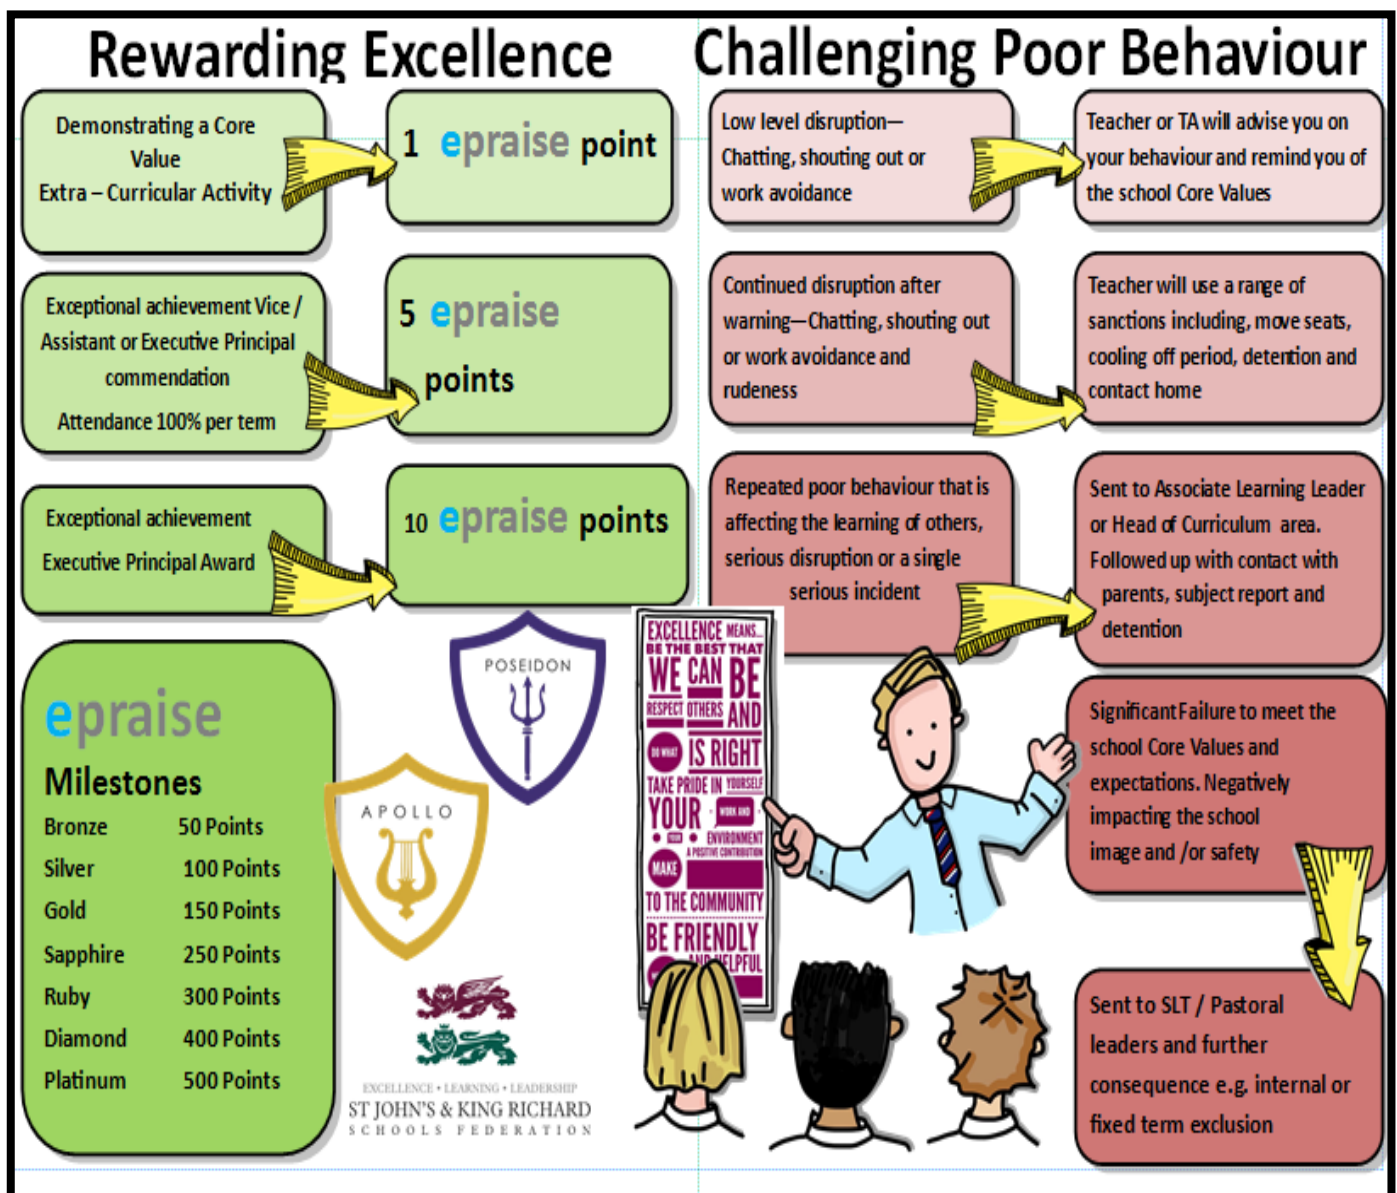 Rewarding Excellence
Demonstrating a Core
Value
Extra – Curricular Activity
1 epraise point
Exceptional achievement Vice /
Assistant or Executive Principal
commendation
Attendance 100% per term
5 epraise
points
Exceptional achievement
Executive Principal Award
10 epraise points
epraise
Milestones
Bronze 50 Points
Silver 100 Points
Gold 150 Points
Sapphire 250 Points
Ruby 300 Points
Diamond 400 Points
Platinum 500 Points
POSEIDON
APOLLO
EXCELLENCE • LEARNING • LEADERSHIP
ST JOHN'S & KING RICHARD
SCHOOLS FEDERATION
Challenging Poor Behaviour
Low level disruption—
Chatting, shouting out or
work avoidance
Teacher or TA will advise you on
your behaviour and remind you of
the school Core Values
Continued disruption after
warning—Chatting, shouting out
or work avoidance and
rudeness
Teacher will use a range of
sanctions including, move seats,
cooling off period, detention and
contact home
Repeated poor behaviour that is
affecting the learning of others,
serious disruption or a single
serious incident
Sent to Associate Learning Leader
or Head of Curriculum area.
Followed up with contact with
parents, subject report and
detention
Significant Failure to meet the
school Core Values and
expectations. Negatively
impacting the school
image and /or safety
Sent to SLT / Pastoral
leaders and further
consequence e.g. internal or
fixed term exclusion
EXCELLENCE MEANS...
BE THE BEST THAT
WE CAN BE
RESPECT OTHERS AND
DO WHAT IS RIGHT
TAKE PRIDE IN YOURSELF
YOUR WORK AND
YOUR ENVIRONMENT
MAKE A POSITIVE CONTRIBUTION
TO THE COMMUNITY
BE FRIENDLY
AND HELPFUL